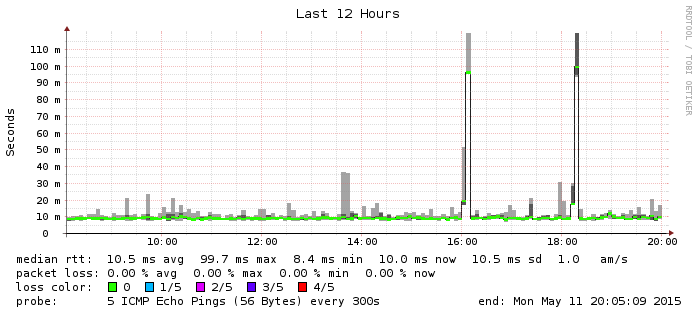 Last 12 Hours
RRDTOOL / TOBI OETIKER
Seconds
110 m
100 m
90 m
80 m
70 m
60 m
50 m
40 m
30 m
20 m
10 m
0
10:00 12:00 14:00 16:00 18:00 20:00
median rtt: 10.5 ms avg 99.7 ms max 8.4 ms min 10.0 ms now 10.5 ms sd 1.0 am/s
packet loss: 0.00 % avg 0.00 % max 0.00 % min 0.00 % now
loss color: 0 1/5 2/5 3/5 4/5
probe: 5 ICMP Echo Pings (56 Bytes) every 300s end: Mon May 11 20:05:09 2015